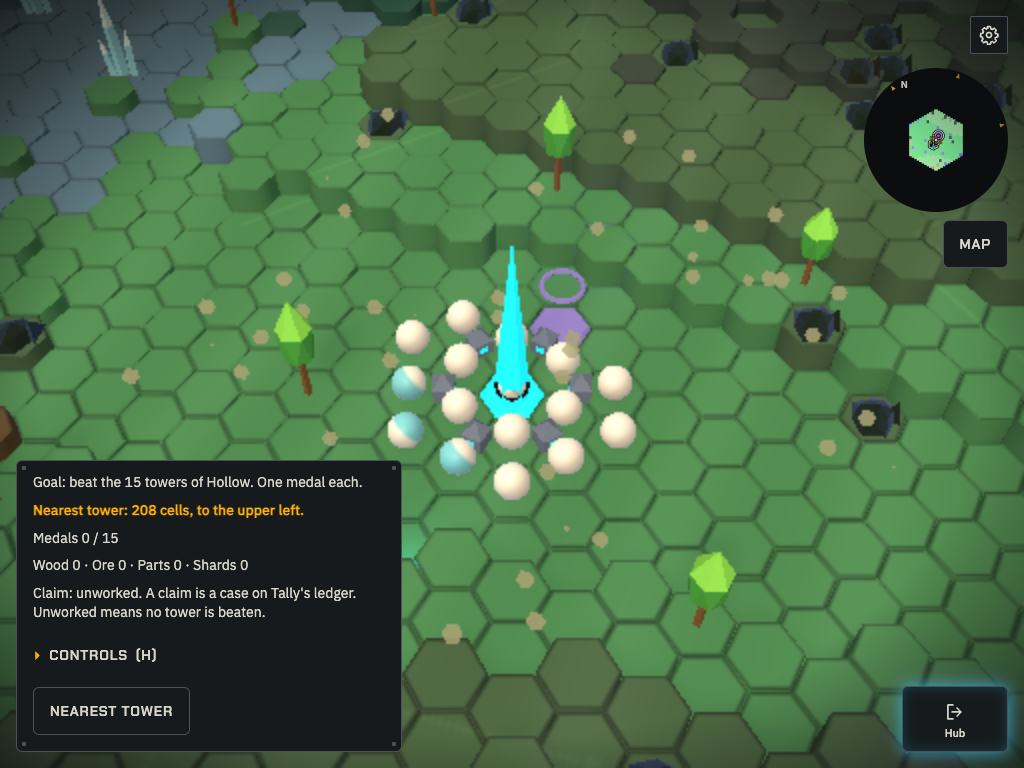 N
MAP
Goal: beat the 15 towers of Hollow. One medal each.
Nearest tower: 208 cells, to the upper left.
Medals 0 / 15
Wood 0 · Ore 0 · Parts 0 · Shards 0
Claim: unworked. A claim is a case on Tally's ledger.
Unworked means no tower is beaten.
CONTROLS (H)
NEAREST TOWER
Hub